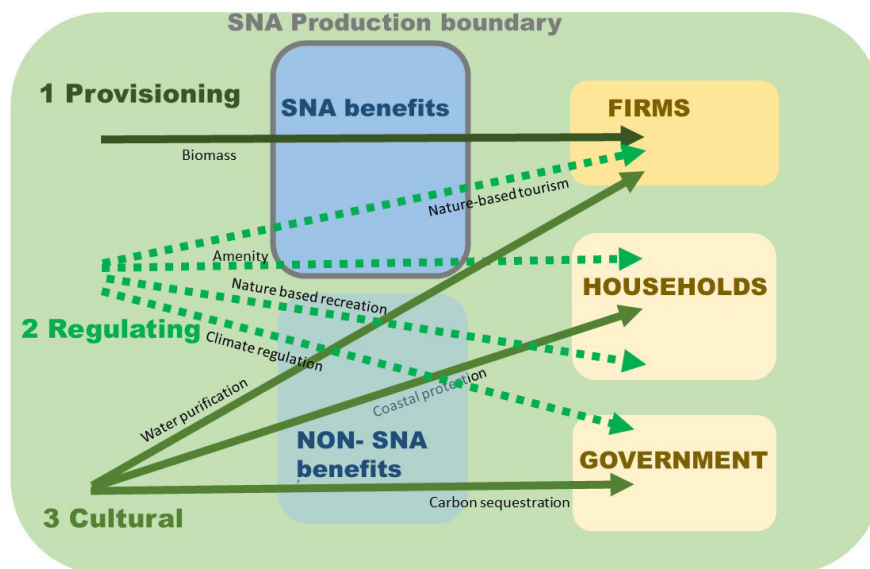 SNA Production boundary
1 Provisioning
SNA benefits
FIRMS
Biomass
Nature-based tourism
Amenity
HOUSEHOLDS
Nature based recreation
2 Regulating
Climate regulation
Water purification
Coastal protection
NON- SNA
benefits
GOVERNMENT
Carbon sequestration
3 Cultural